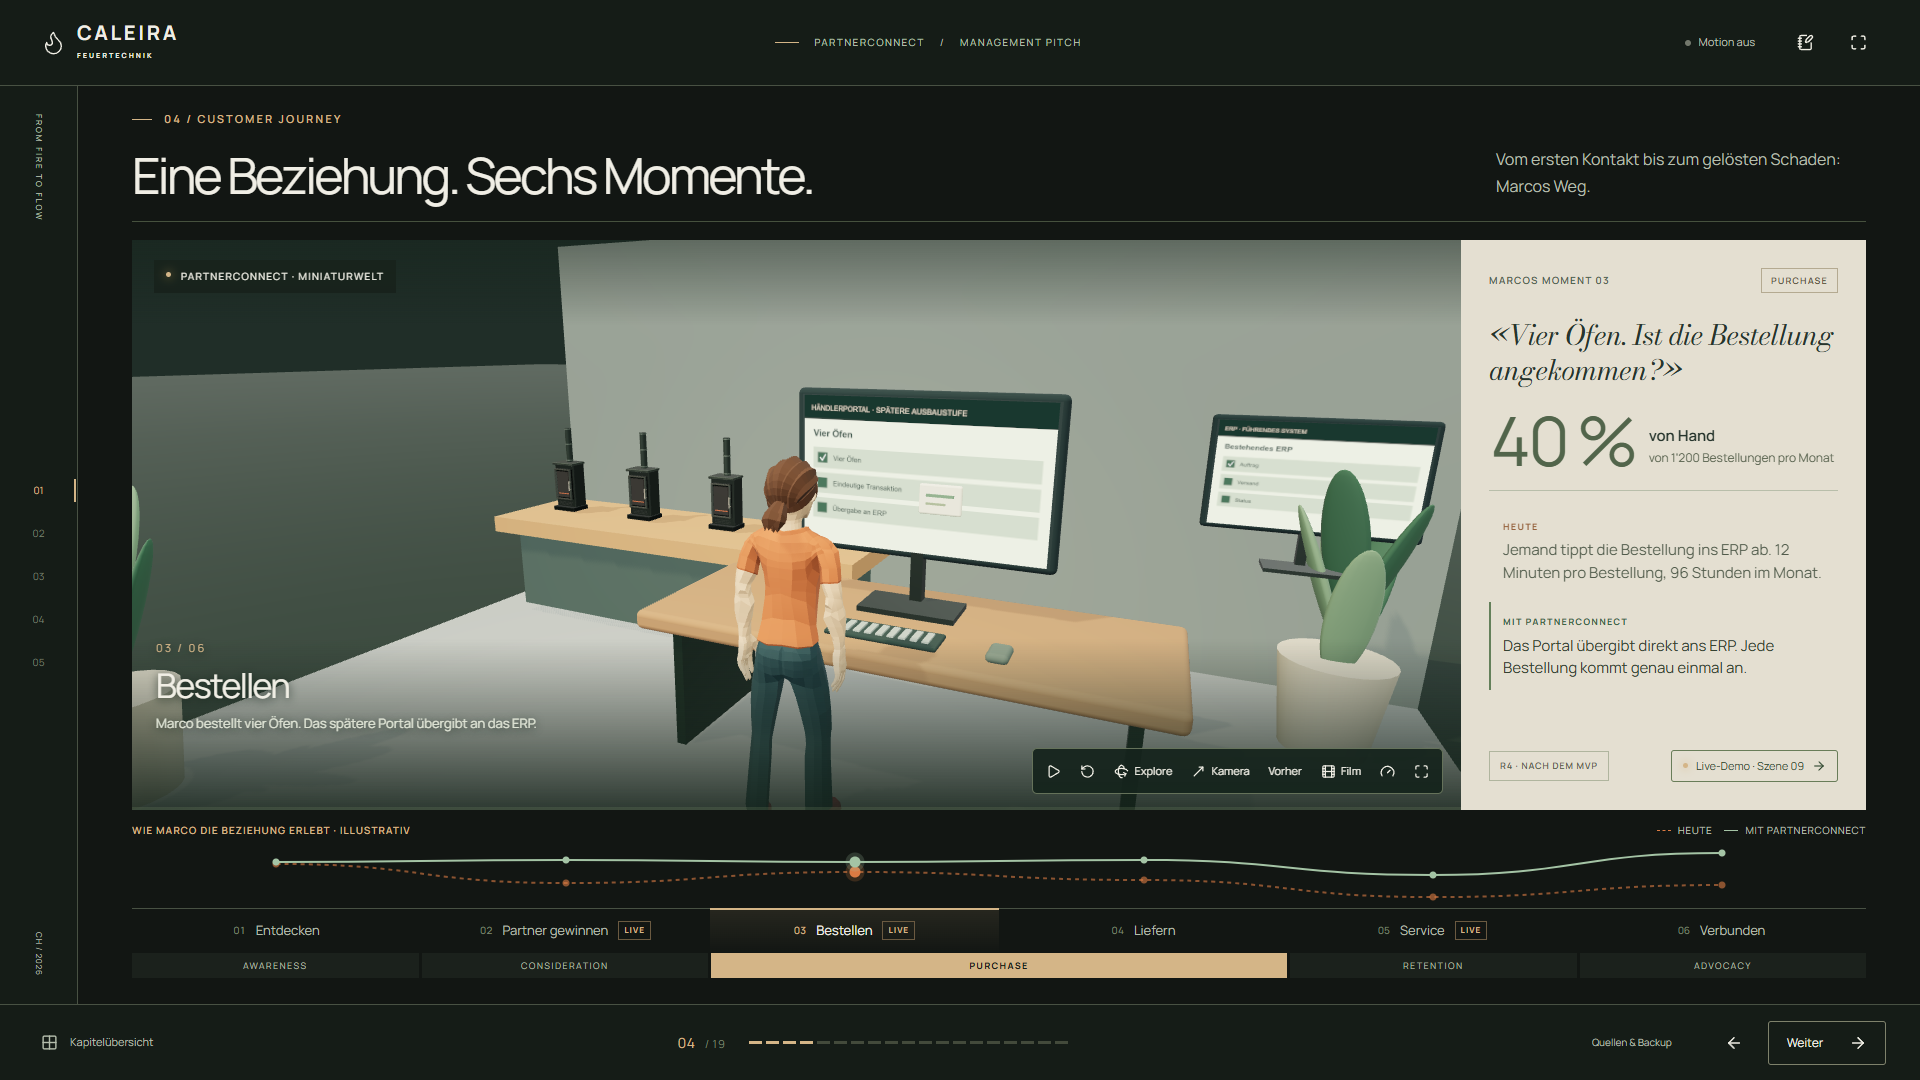 CALEIRA
FEUERTECHNIK
PARTNERCONNECT / MANAGEMENT PITCH
Motion aus
FROM FIRE TO FLOW
04 / CUSTOMER JOURNEY
Eine Beziehung. Sechs Momente.
Vom ersten Kontakt bis zum gelösten Schaden:
Marcos Weg.
01
02
03
04
05
CH / 2026
PARTNERCONNECT · MINIATURWELT
HÄNDLERPORTAL · SPÄTERE AUSBAUSTUFE
Vier Öfen
Vier Öfen
Eindeutige Transaktion
Übergabe an ERP
ERP · FÜHRENDES SYSTEM
Bestehendes ERP
Auftrag
Versand
Status
03 / 06
Bestellen
Marco bestellt vier Öfen. Das spätere Portal übergibt an das ERP.
Explore
Kamera
Vorher
Film
MARCOS MOMENT 03
PURCHASE
«Vier Öfen. Ist die Bestellung
angekommen?»
40 %
von Hand
von 1'200 Bestellungen pro Monat
HEUTE
Jemand tippt die Bestellung ins ERP ab. 12
Minuten pro Bestellung, 96 Stunden im Monat.
MIT PARTNERCONNECT
Das Portal übergibt direkt ans ERP. Jede
Bestellung kommt genau einmal an.
R4 · NACH DEM MVP
Live-Demo · Szene 09
WIE MARCO DIE BEZIEHUNG ERLEBT · ILLUSTRATIV
HEUTE
MIT PARTNERCONNECT
01 Entdecken
02 Partner gewinnen LIVE
03 Bestellen LIVE
04 Liefern
05 Service LIVE
06 Verbunden
AWARENESS
CONSIDERATION
PURCHASE
RETENTION
ADVOCACY
Kapitelübersicht
04 / 19
Quellen & Backup
Weiter